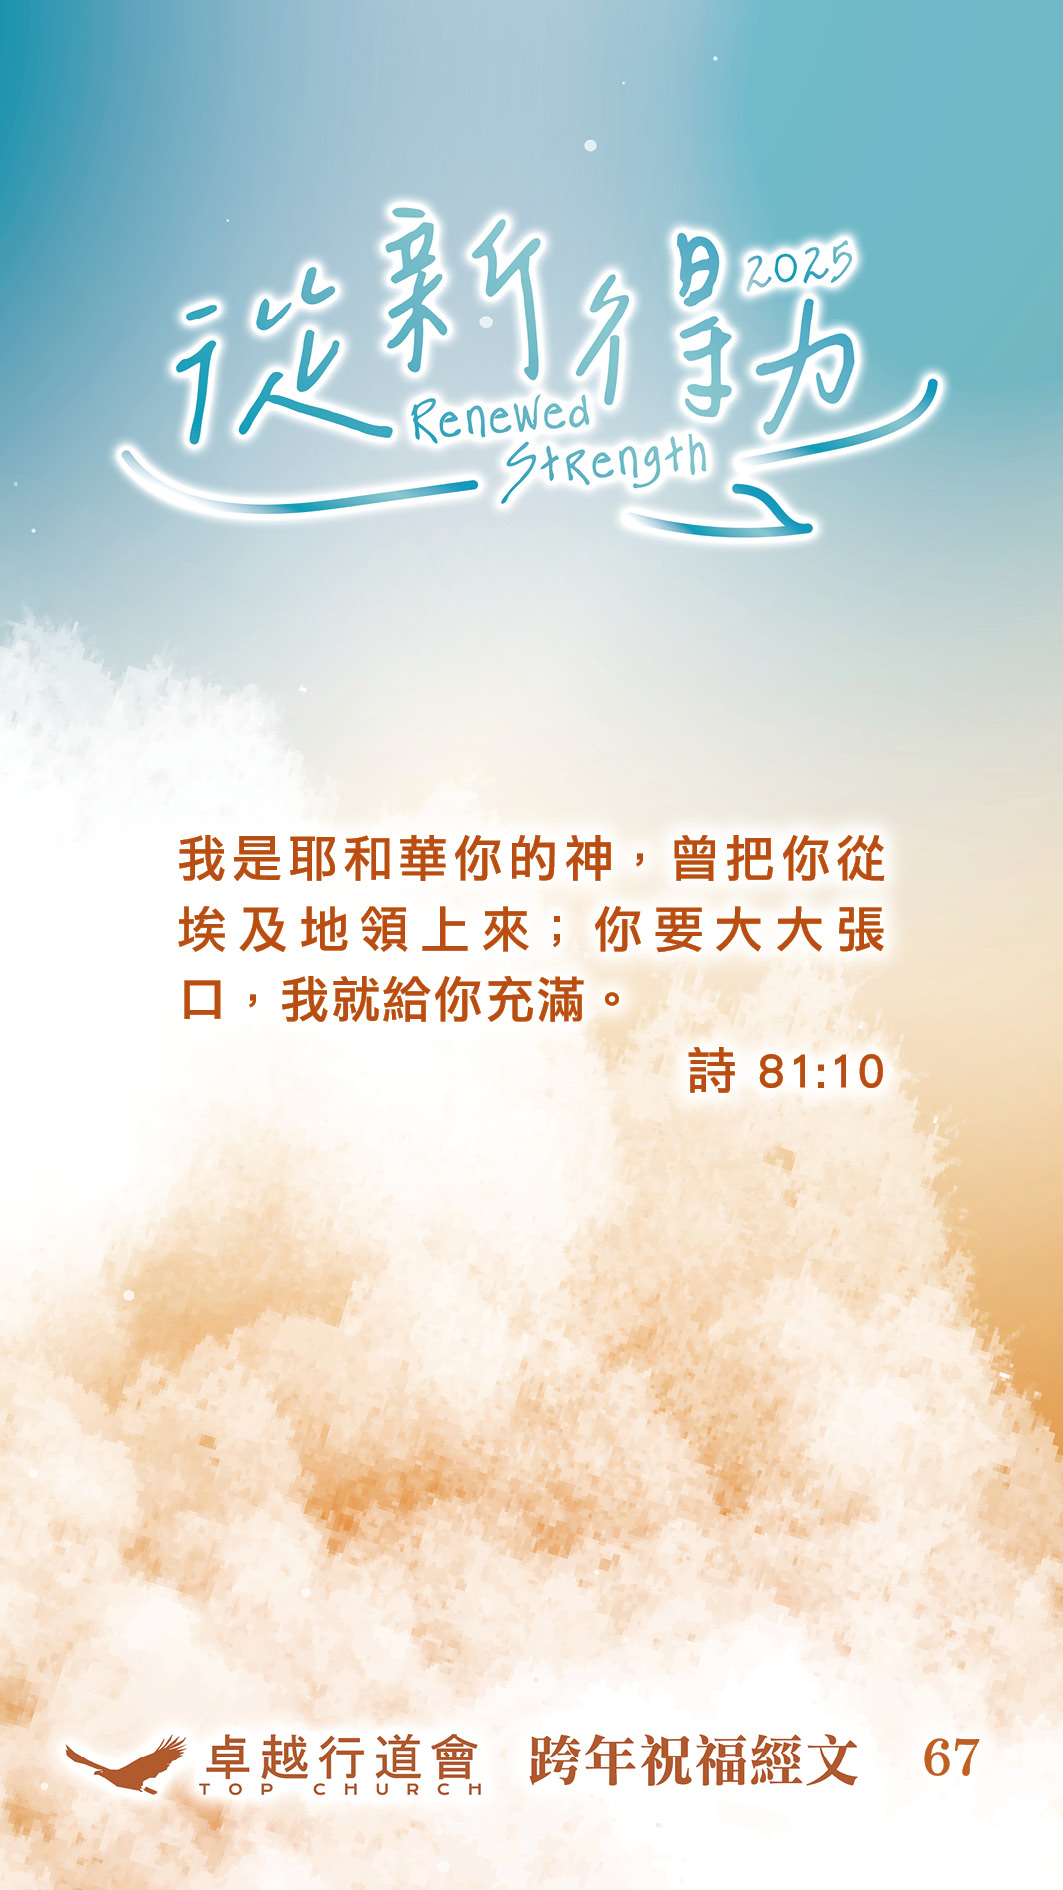 從新得力 2025
Renewed
Strength
我是耶和華你的神，曾把你從
埃及地領上來；你要大大張
口，我就給你充滿。
詩 81:10
卓越行道會 跨年祝福經文 67
TOP CHURCH